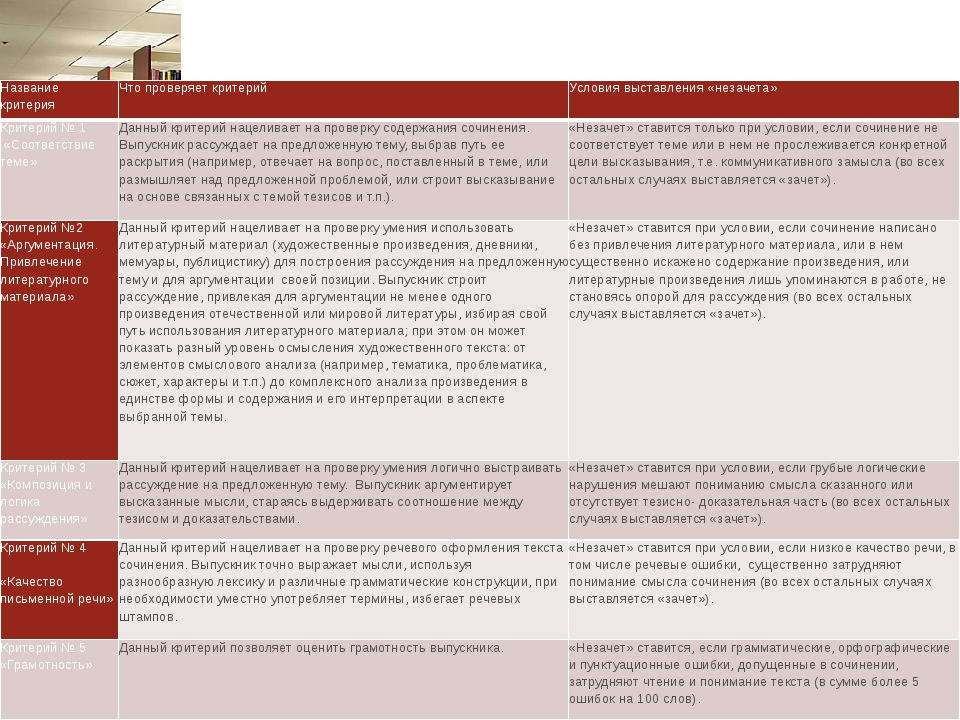 Название
критерия
Что проверяет критерий
Условия выставления «незачета»
Критерий № 1
«Соответствие
теме»
Данный критерий нацеливает на проверку содержания сочинения.
Выпускник рассуждает на предложенную тему, выбрав путь ее
раскрытия (например, отвечает на вопрос, поставленный в теме, или
размышляет над предложенной проблемой, или строит высказывание
на основе связанных с темой тезисов и т.п.).
«Незачет» ставится только при условии, если сочинение не
соответствует теме или в нем не прослеживается конкретной
цели высказывания, т.е. коммуникативного замысла (во всех
остальных случаях выставляется «зачет»).
Критерий №2
«Аргументация.
Привлечение
литературного
материала»
Данный критерий нацеливает на проверку умения использовать
литературный материал (художественные произведения, дневники,
мемуары, публицистику) для построения рассуждения на предложенную
тему и для аргументации своей позиции. Выпускник строит
рассуждение, привлекая для аргументации не менее одного
произведения отечественной или мировой литературы, избирая свой
путь использования литературного материала; при этом он может
показать разный уровень осмысления художественного текста: от
элементов смыслового анализа (например, тематика, проблематика,
сюжет, характеры и т.п.) до комплексного анализа произведения в
единстве формы и содержания и его интерпретации в аспекте
выбранной темы.
«Незачет» ставится при условии, если сочинение написано
без привлечения литературного материала, или в нем
существенно искажено содержание произведения, или
литературные произведения лишь упоминаются в работе, не
становясь опорой для рассуждения (во всех остальных
случаях выставляется «зачет»).
Критерий № 3
«Композиция и
логика
рассуждения»
Данный критерий нацеливает на проверку умения логично выстраивать
рассуждение на предложенную тему. Выпускник аргументирует
высказанные мысли, стараясь выдерживать соотношение между
тезисом и доказательствами.
«Незачет» ставится при условии, если грубые логические
нарушения мешают пониманию смысла сказанного или
отсутствует тезисно- доказательная часть (во всех остальных
случаях выставляется «зачет»).
Критерий № 4
«Качество
письменной речи»
Данный критерий нацеливает на проверку речевого оформления текста
сочинения. Выпускник точно выражает мысли, используя
разнообразную лексику и различные грамматические конструкции, при
необходимости уместно употребляет термины, избегает речевых
штампов.
«Незачет» ставится при условии, если низкое качество речи, в
том числе речевые ошибки, существенно затрудняют
понимание смысла сочинения (во всех остальных случаях
выставляется «зачет»).
Критерий № 5
«Грамотность»
Данный критерий позволяет оценить грамотность выпускника.
«Незачет» ставится, если грамматические, орфографические
и пунктуационные ошибки, допущенные в сочинении,
затрудняют чтение и понимание текста (в сумме более 5
ошибок на 100 слов).